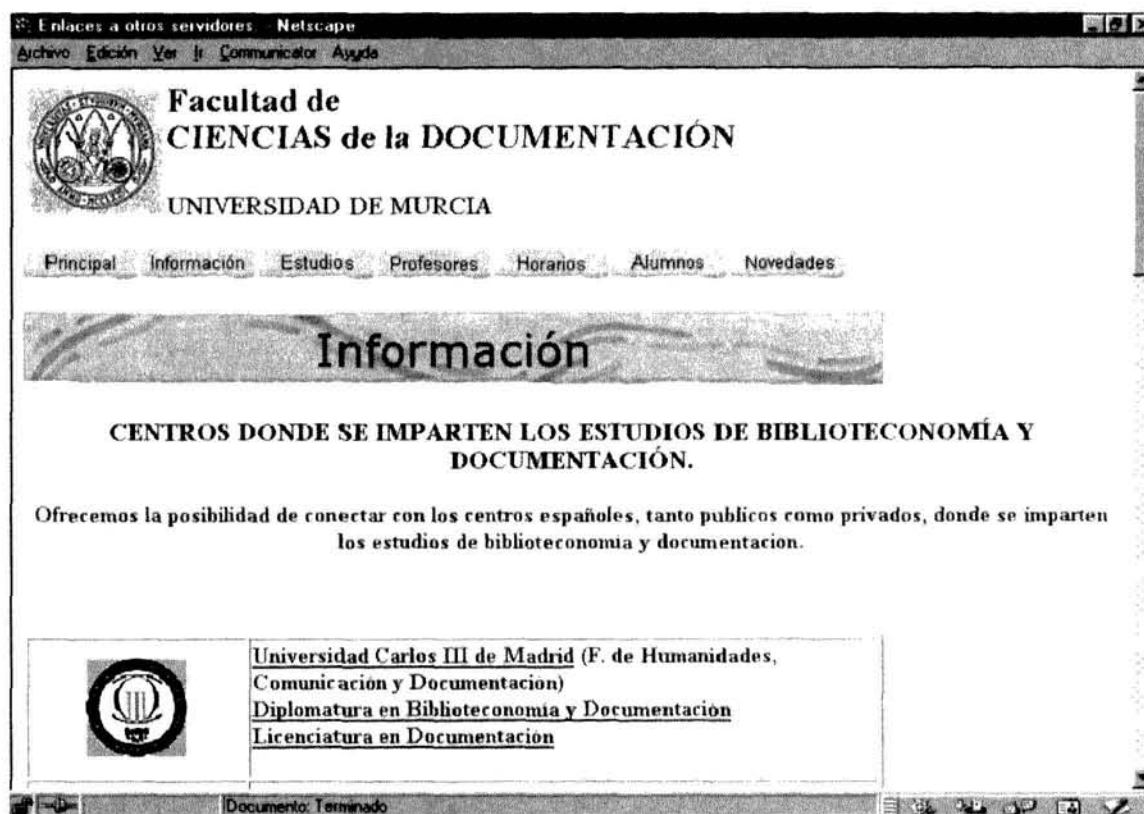 Enlaces a otros servidores - Netscape
Archivo Edición Ver Ir Communicator Ayuda
Facultad de
CIENCIAS de la DOCUMENTACIÓN
UNIVERSIDAD DE MURCIA
Principal Información Estudios Profesores Horarios Alumnos Novedades
Información
CENTROS DONDE SE IMPARTEN LOS ESTUDIOS DE BIBLIOTECONOMÍA Y
DOCUMENTACIÓN.
Ofrecemos la posibilidad de conectar con los centros españoles, tanto publicos como privados, donde se imparten
los estudios de biblioteconomia y documentacion.
Universidad Carlos III de Madrid (F. de Humanidades,
Comunicación y Documentación)
Diplomatura en Biblioteconomía y Documentación
Licenciatura en Documentación
Documento: Terminado